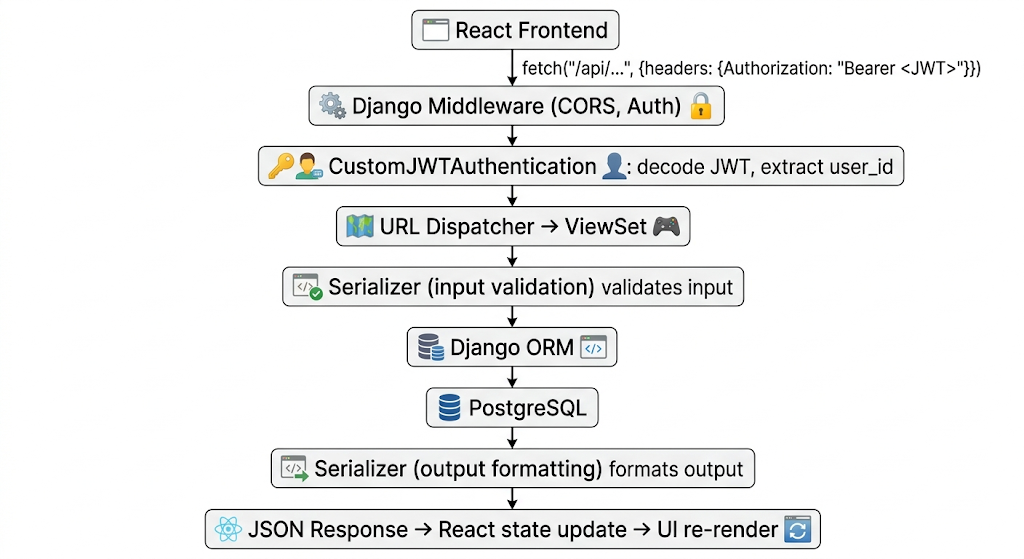 React Frontend
fetch("/api/...", {headers: {Authorization: "Bearer <JWT>"}})
Django Middleware (CORS, Auth)
CustomJWTAuthentication : decode JWT, extract user_id
URL Dispatcher → ViewSet
Serializer (input validation) validates input
Django ORM
PostgreSQL
Serializer (output formatting) formats output
JSON Response → React state update → UI re-render